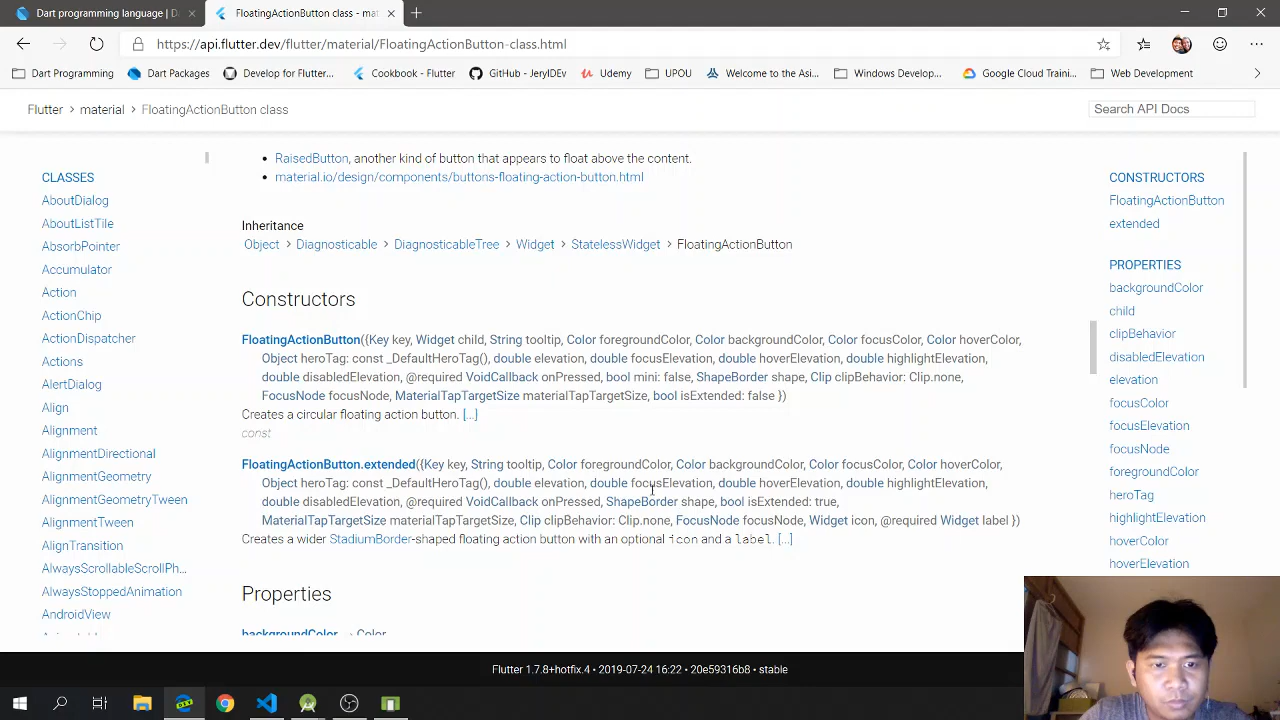 Dart programming language | D
FloatingActionButton class - mat
https://api.flutter.dev/flutter/material/FloatingActionButton-class.html
Dart Programming
Dart Packages
DevelOp for Flutter...
Cookbook - Flutter
GitHub - JerylDEv
Udemy
UPOU
Welcome to the Asi...
Windows Develop...
Google Cloud Traini...
Web Development
Flutter > material > FloatingActionButton class
Search API Docs
CLASSES
AboutDialog
AboutListTile
AbsorbPointer
Accumulator
Action
ActionChip
ActionDispatcher
Actions
AlertDialog
Align
Alignment
AlignmentDirectional
AlignmentGeometry
AlignmentGeometryTween
AlignmentTween
AlignTransition
AlwaysScrollableScrollPh...
AlwaysStoppedAnimation
AndroidView
• RaisedButton, another kind of button that appears to float above the content.
• material.io/design/components/buttons-floating-action-button.html
Inheritance
Object > Diagnosticable > DiagnosticableTree > Widget > StatelessWidget > FloatingActionButton
Constructors
FloatingActionButton({Key key, Widget child, String tooltip, Color foregroundColor, Color backgroundColor, Color focusColor, Color hoverColor,
Object heroTag: const _DefaultHeroTag(), double elevation, double focusElevation, double hoverElevation, double highlightElevation,
double disabledElevation, @required VoidCallback onPressed, bool mini: false, ShapeBorder shape, Clip clipBehavior: Clip.none,
FocusNode focusNode, MaterialTapTargetSize materialTapTargetSize, bool isExtended: false })
Creates a circular floating action button. [...]
const
FloatingActionButton.extended({Key key, String tooltip, Color foregroundColor, Color backgroundColor, Color focusColor, Color hoverColor,
Object heroTag: const _DefaultHeroTag(), double elevation, double focusElevation, double hoverElevation, double highlightElevation,
double disabledElevation, @required VoidCallback onPressed, ShapeBorder shape, bool isExtended: true,
MaterialTapTargetSize materialTapTargetSize, Clip clipBehavior: Clip.none, FocusNode focusNode, Widget icon, @required Widget label })
Creates a wider StadiumBorder-shaped floating action button with an optional icon and a label. [...]
Properties
backgroundColor → Color
CONSTRUCTORS
FloatingActionButton
extended
PROPERTIES
backgroundColor
child
clipBehavior
disabledElevation
elevation
focusColor
focusElevation
focusNode
foregroundColor
heroTag
highlightElevation
hoverColor
hoverElevation
Flutter 1.7.8+hotfix.4 • 2019-07-24 16:22 • 20e59316b8 • stable